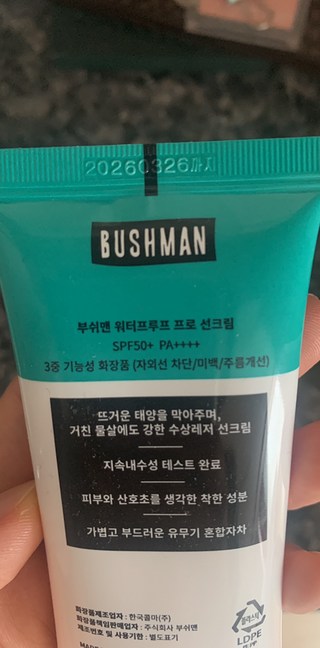 20260326까지
BUSHMAN
부쉬맨 워터프루프 프로 선크림
SPF50+ PA++++
3중 기능성 화장품 (자외선 차단/미백/주름개선)
뜨거운 태양을 막아주며,
거친 물살에도 강한 수상레저 선크림
지속내수성 테스트 완료
피부와 산호초를 생각한 착한 성분
가볍고 부드러운 유무기 혼합자차
화장품제조업자 : 한국콜마(주)
화장품책임판매업자 : 주식회사 부쉬맨
제조번호 및 사용기한 : 별도표기
플라스틱
LDPE